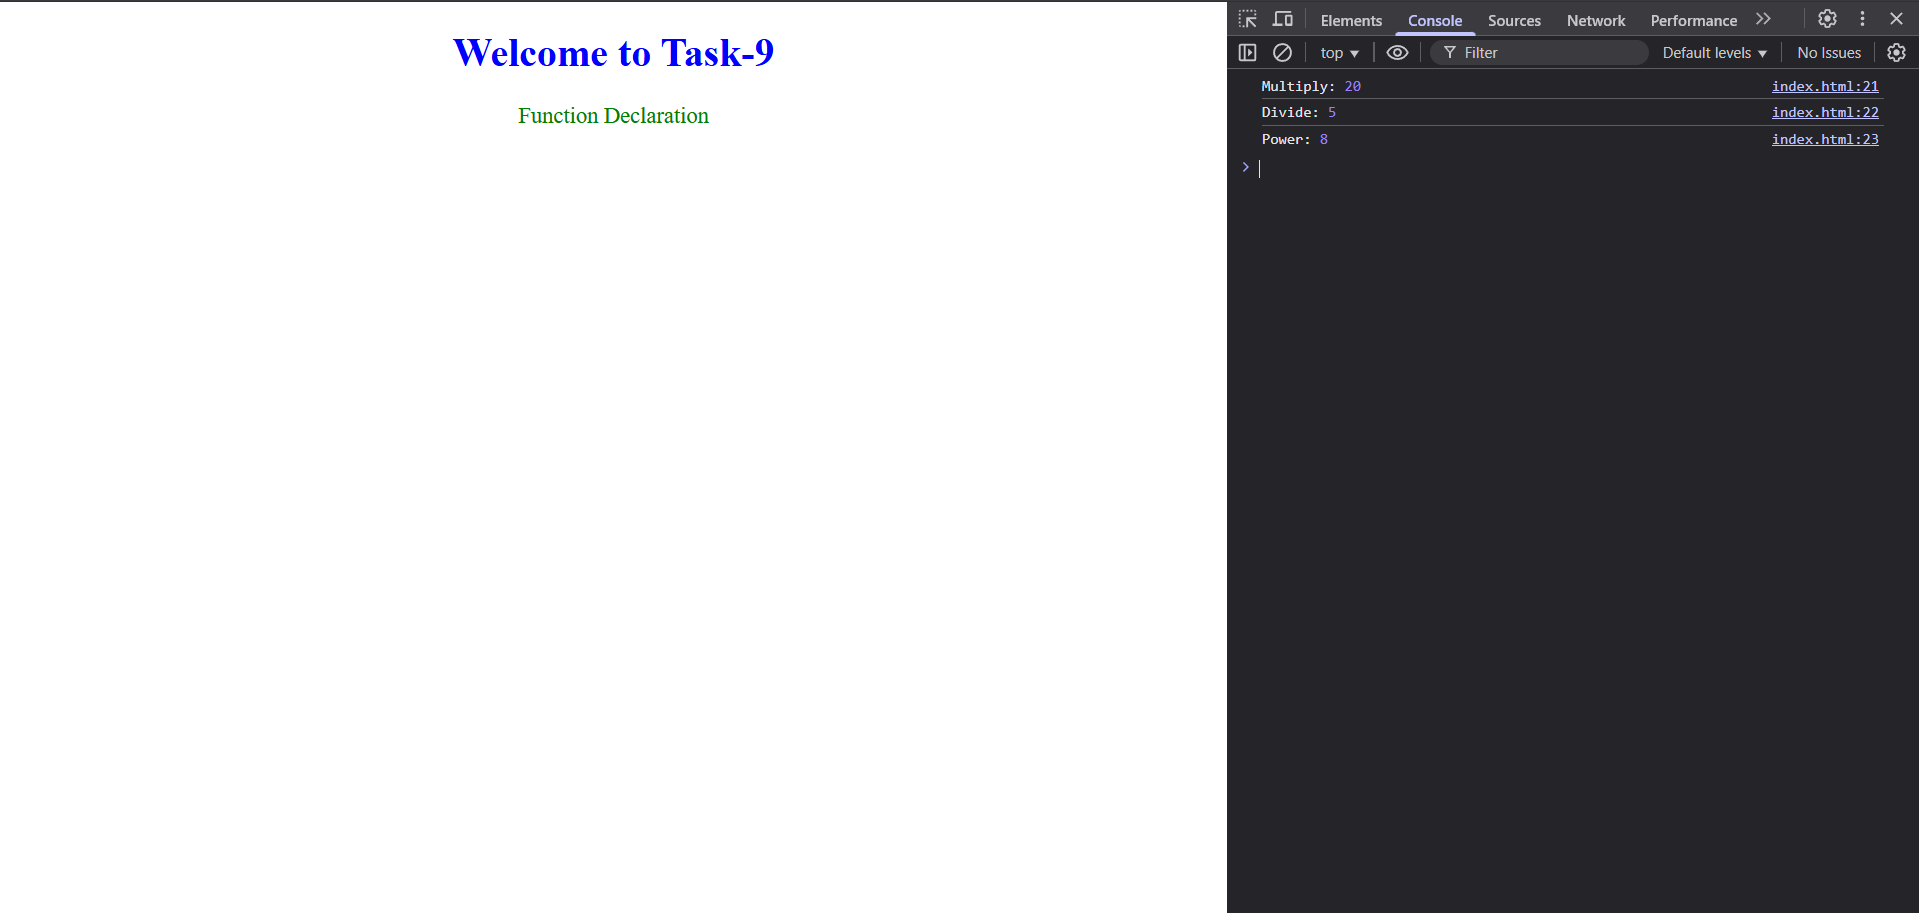 Welcome to Task-9
Function Declaration
Elements Console Sources Network Performance
top Filter Default levels No Issues
Multiply: 20 index.html:21
Divide: 5 index.html:22
Power: 8 index.html:23